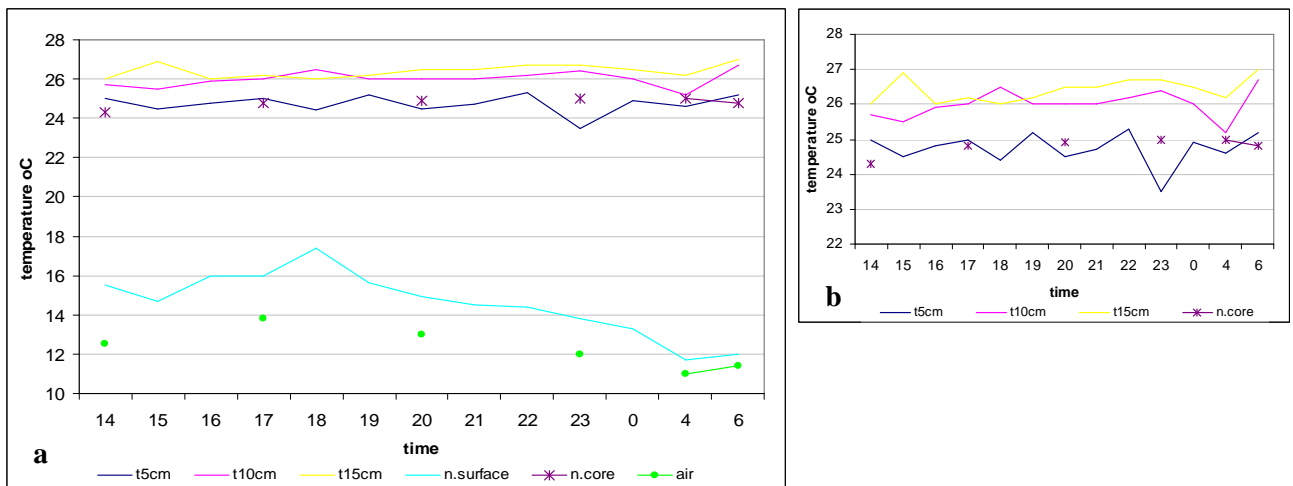 28
26
24
22
20
18
16
14
12
10
temperature oC
14 15 16 17 18 19 20 21 22 23 0 4 6
time
a
t5cm t10cm t15cm n.surface n.core air
28
27
26
25
24
23
22
temperature oC
14 15 16 17 18 19 20 21 22 23 0 4 6
time
b
t5cm t10cm t15cm n.core